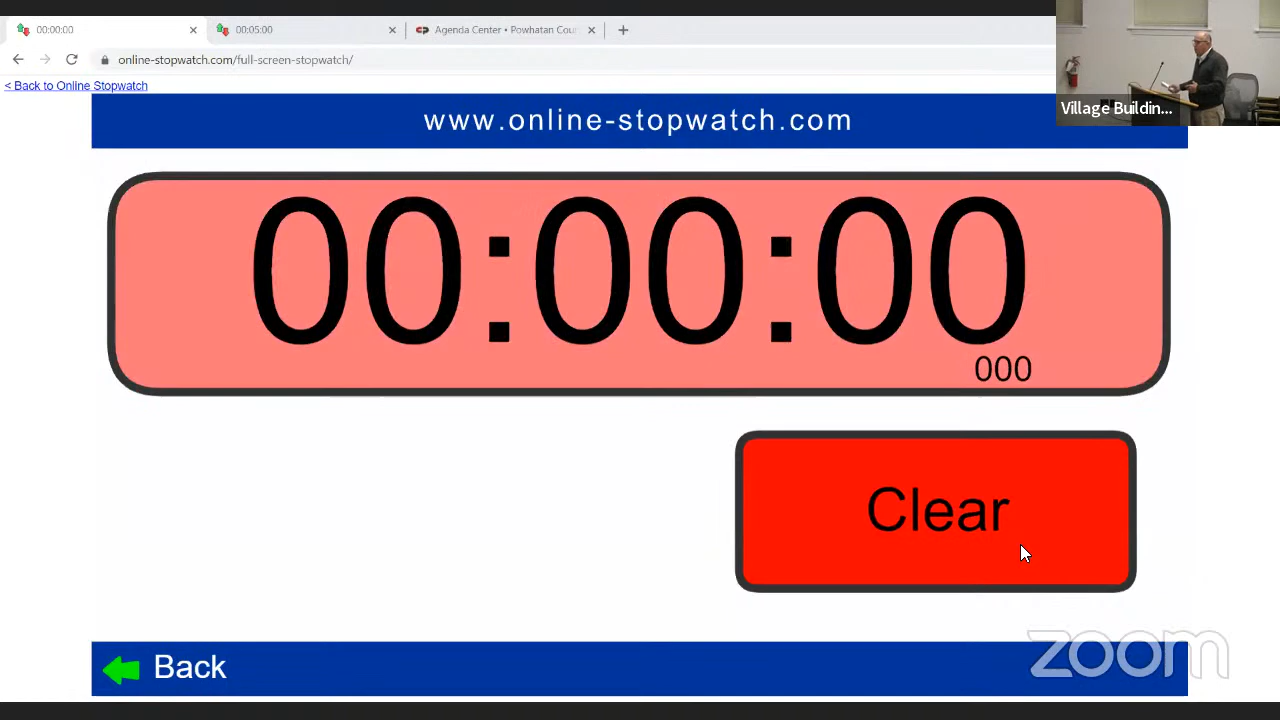 00:00:00
00:05:00
Agenda Center • Powhatan Cou
online-stopwatch.com/full-screen-stopwatch/
< Back to Online Stopwatch
Village Buildin...
www.online-stopwatch.com
00:00:00
000
Clear
Back
zoom